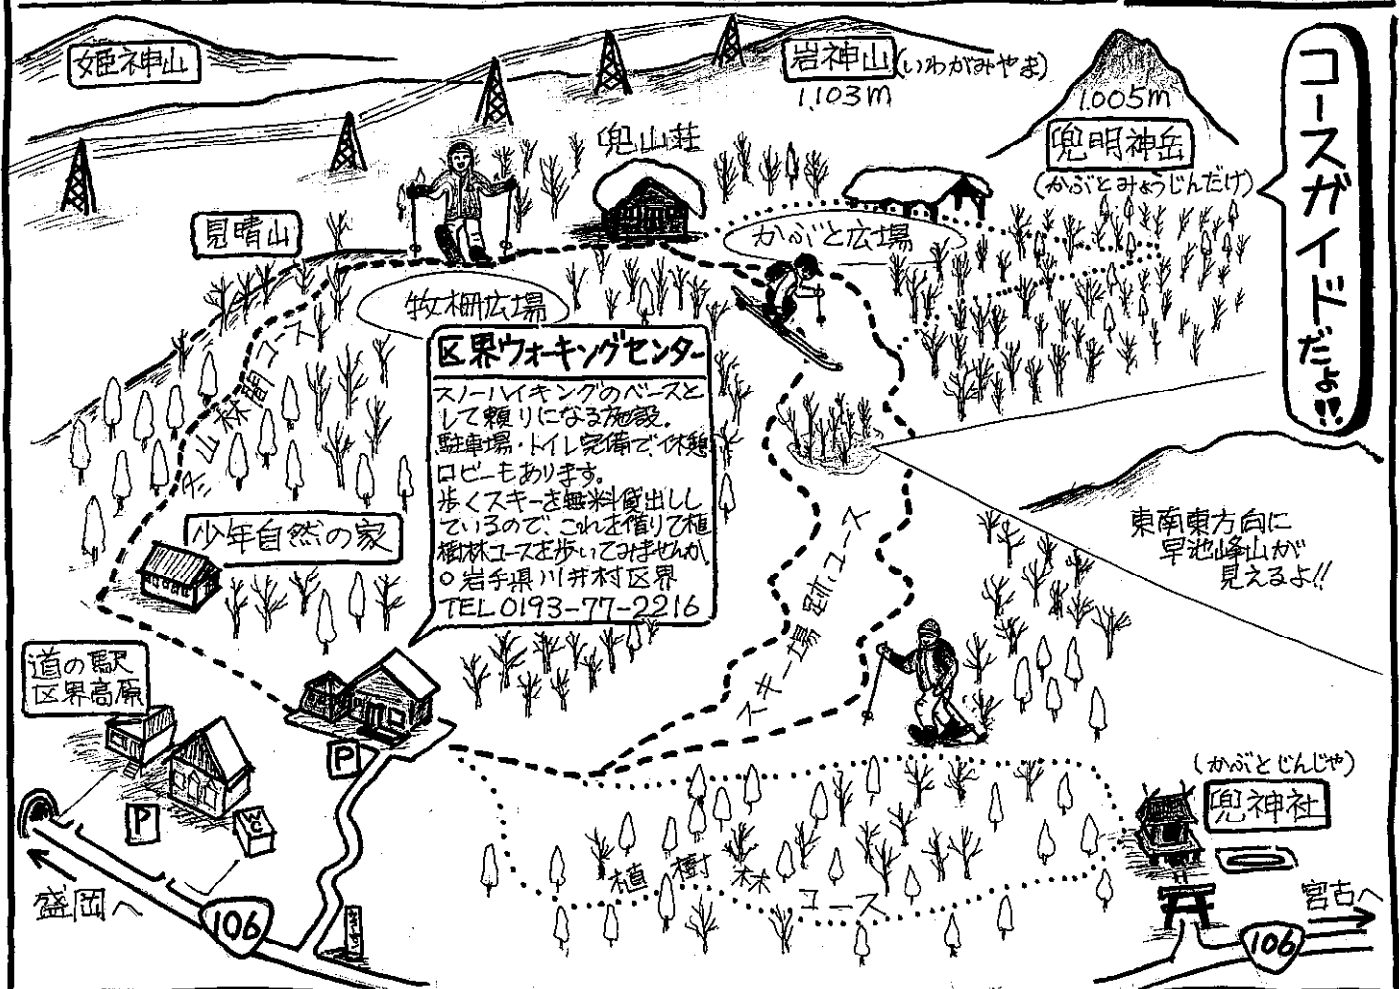 姫神山
岩神山(いわがみやま)
1,103m
1,005m
兜明神岳
(かぶとみょうじんだけ)
コースガイドだよ!!
兜山荘
見晴山
かぶと広場
牧柵広場
区界ウォーキングセンター
スノーハイキングのベースと
して頼りになる施設。
駐車場・トイレ完備で、休憩
ロビーもあります。
歩くスキーを無料貸出しし
ているので、これを借りて植
樹林コースを歩いてみませんか。
○岩手県川井村区界
TEL 0193-77-2216
山林間コース
少年自然の家
スキー場跡コース
東南東方向に
早池峰山が
見えるよ!!
道の駅
区界高原
P
P
WC
(かぶとじんじゃ)
兜神社
植樹林コース
盛岡へ
106
宮古へ
106